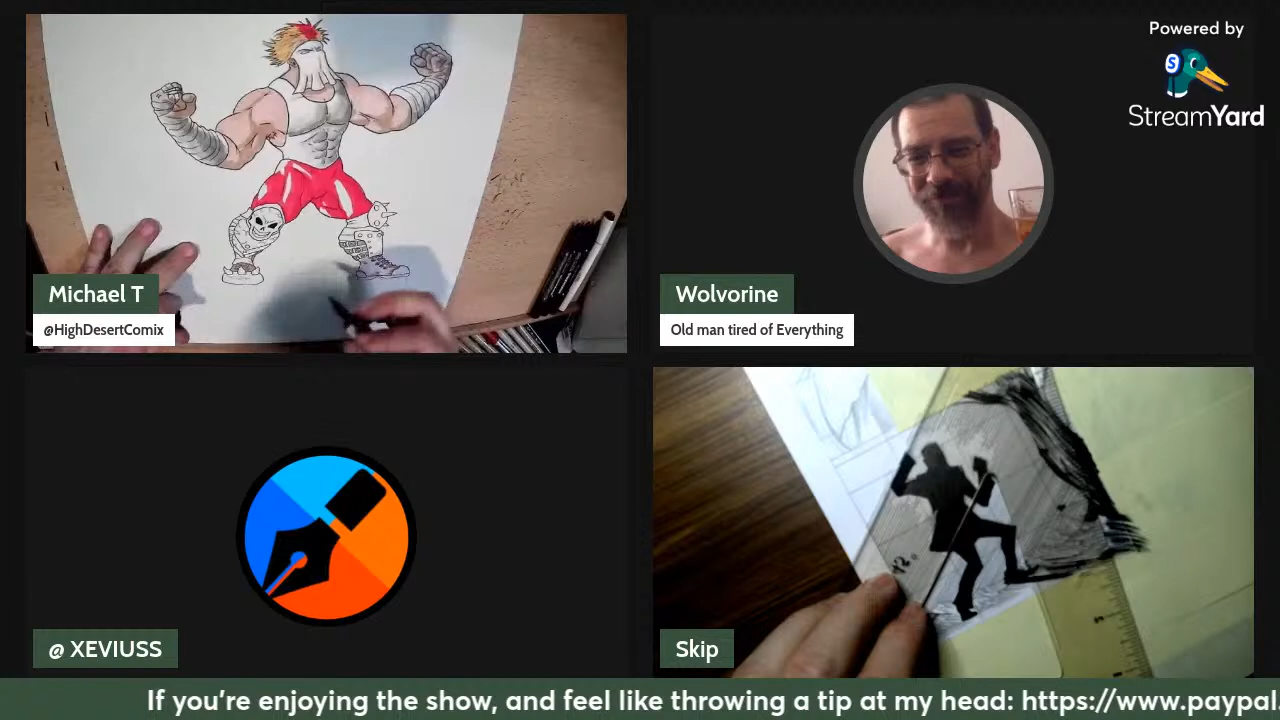 Powered by
S
StreamYard
Michael T
@HighDesertComix
Wolvorine
Old man tired of Everything
@ XEVIUSS
Skip
If you're enjoying the show, and feel like throwing a tip at my head: https://www.paypal.